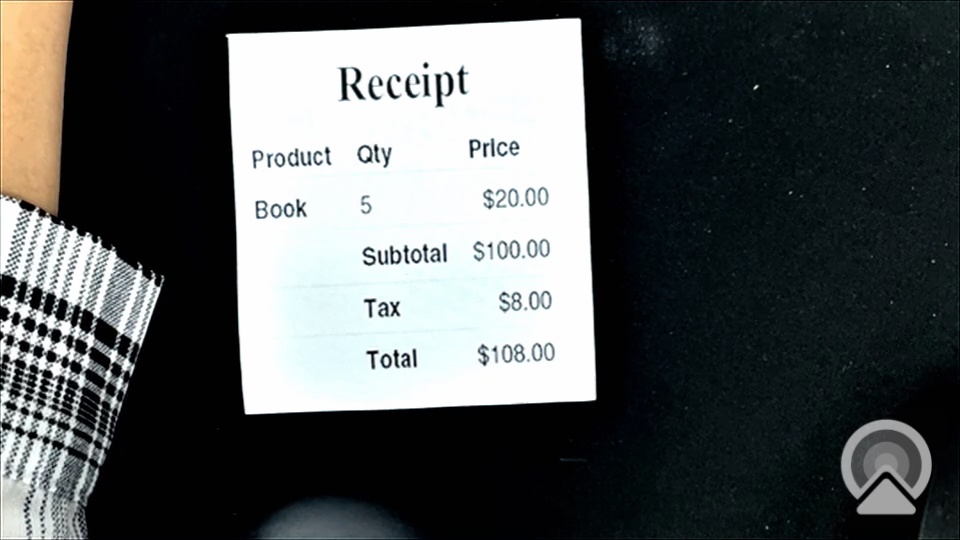 Receipt
Product Qty Price
Book 5 $20.00
Subtotal $100.00
Tax $8.00
Total $108.00